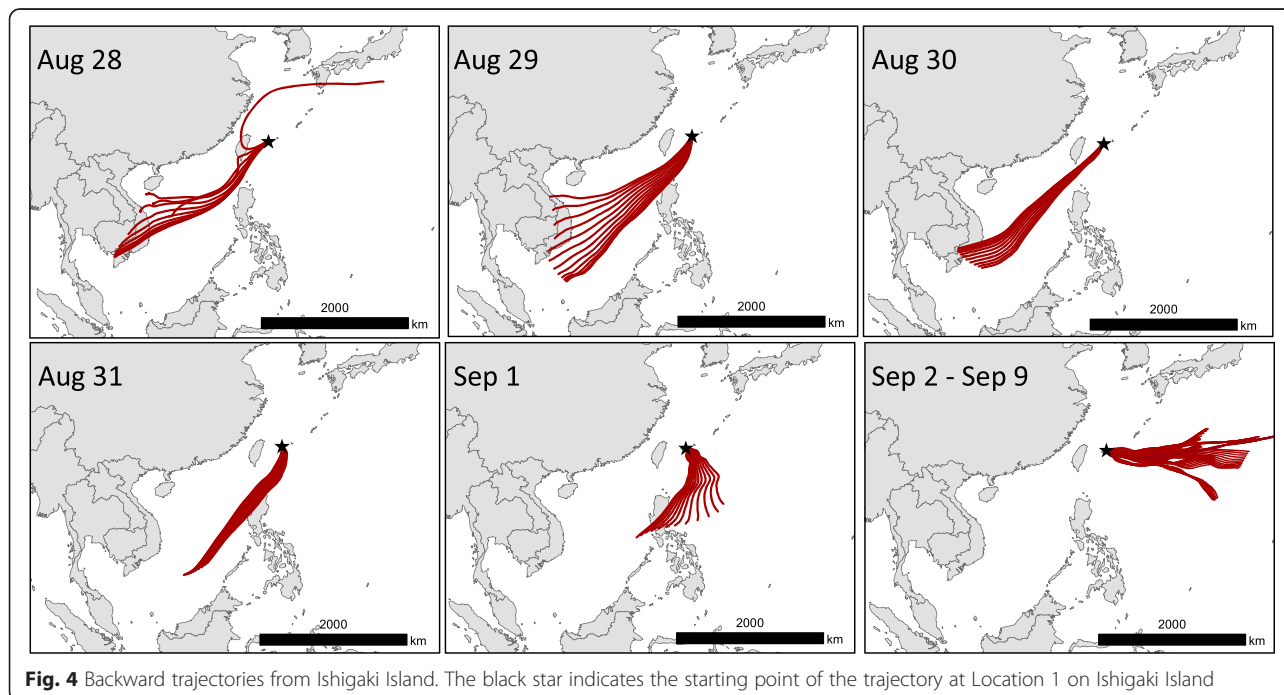 Aug 28
Aug 29
Aug 30
2000
km
2000
km
2000
km
Aug 31
Sep 1
Sep 2 - Sep 9
2000
km
2000
km
2000
km
Fig. 4 Backward trajectories from Ishigaki Island. The black star indicates the starting point of the trajectory at Location 1 on Ishigaki Island